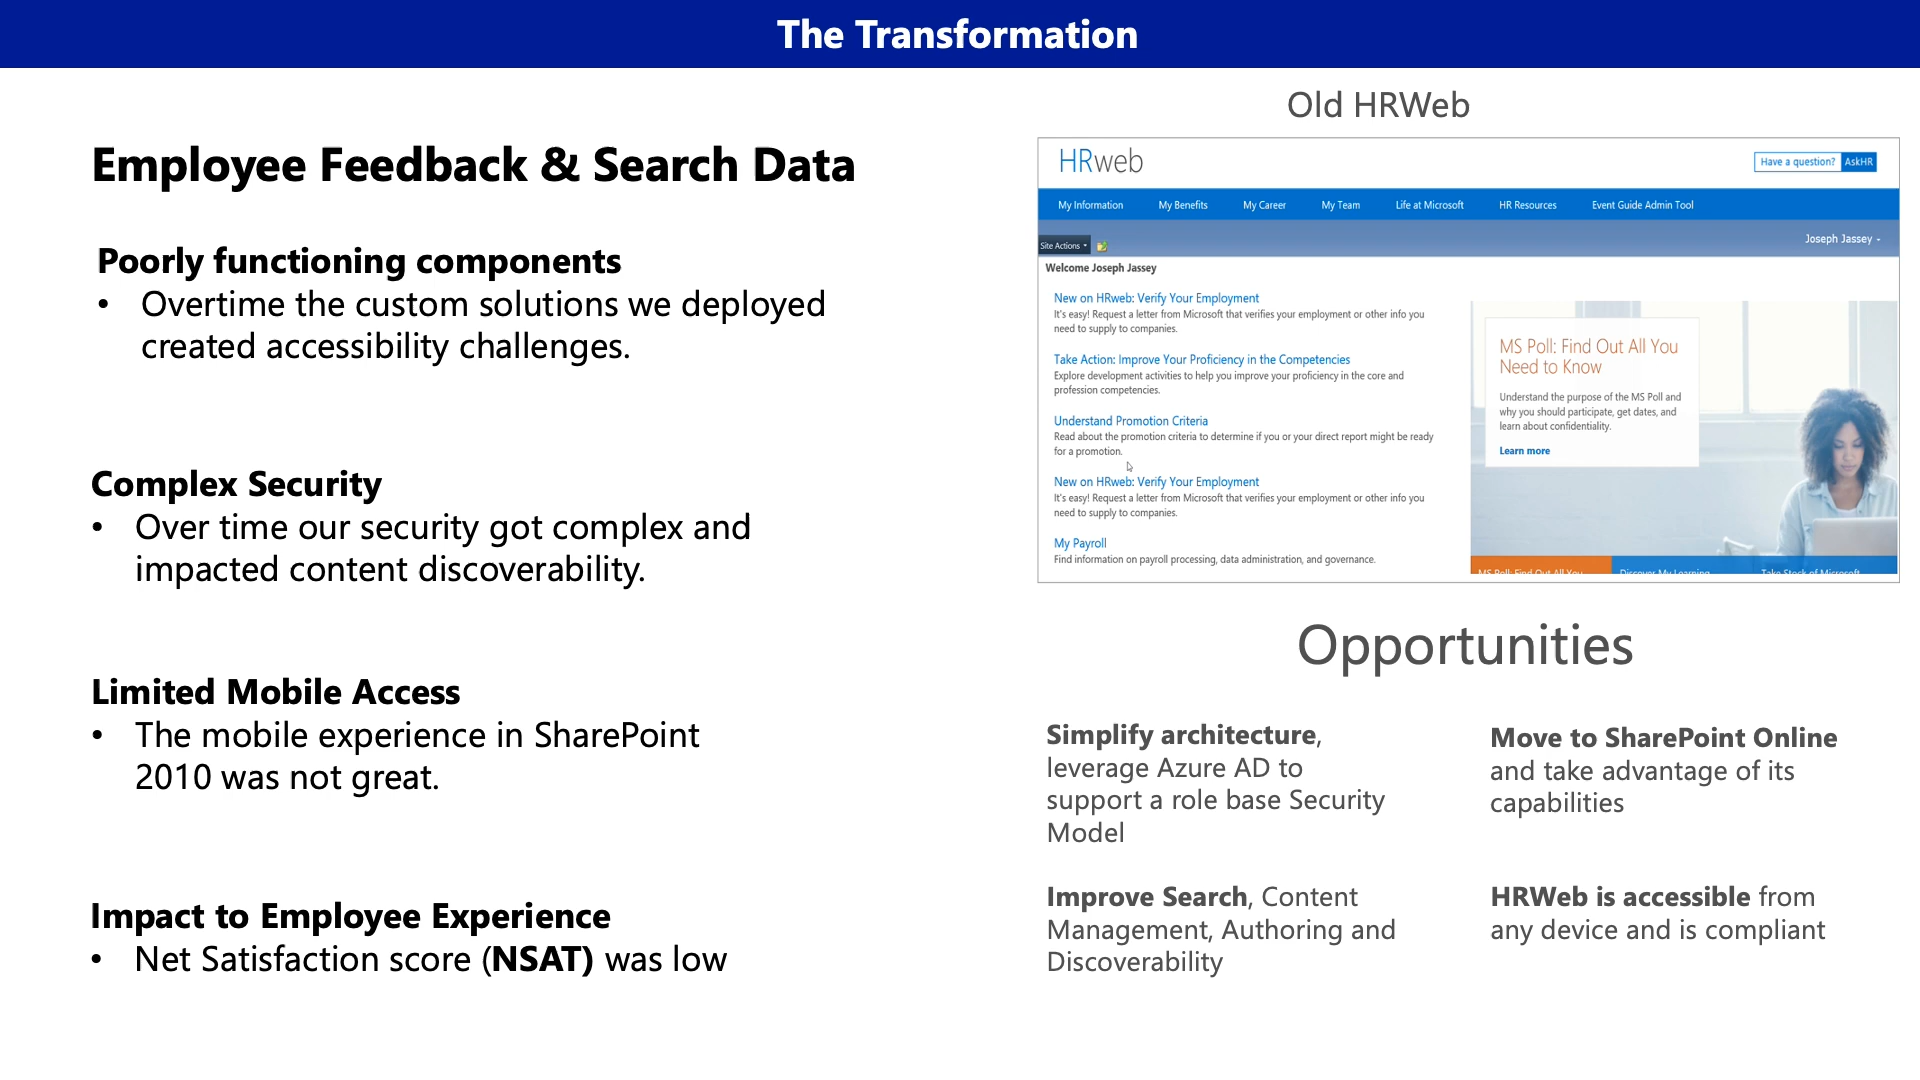 The Transformation
Employee Feedback & Search Data
Poorly functioning components
• Overtime the custom solutions we deployed
created accessibility challenges.
Complex Security
• Over time our security got complex and
impacted content discoverability.
Limited Mobile Access
• The mobile experience in SharePoint
2010 was not great.
Impact to Employee Experience
• Net Satisfaction score (NSAT) was low
Old HRWeb
HRweb
Have a question? AskHR
My Information My Benefits My Career My Team Life at Microsoft HR Resources Event Guide Admin Tool
Site Actions
Joseph Jassey
Welcome Joseph Jassey
New on HRweb: Verify Your Employment
It's easy! Request a letter from Microsoft that verifies your employment or other info you
need to supply to companies.
Take Action: Improve Your Proficiency in the Competencies
Explore development activities to help you improve your proficiency in the core and
profession competencies.
Understand Promotion Criteria
Read about the promotion criteria to determine if you or your direct report might be ready
for a promotion.
New on HRweb: Verify Your Employment
It's easy! Request a letter from Microsoft that verifies your employment or other info you
need to supply to companies.
My Payroll
Find information on payroll processing, data administration, and governance.
MS Poll: Find Out All You
Need to Know
Understand the purpose of the MS Poll and
why you should participate, get dates, and
learn about confidentiality.
Learn more
MS Poll: Find Out All You Discover My Learning Take Stock of Microsoft
Opportunities
Simplify architecture,
leverage Azure AD to
support a role base Security
Model
Move to SharePoint Online
and take advantage of its
capabilities
Improve Search, Content
Management, Authoring and
Discoverability
HRWeb is accessible from
any device and is compliant